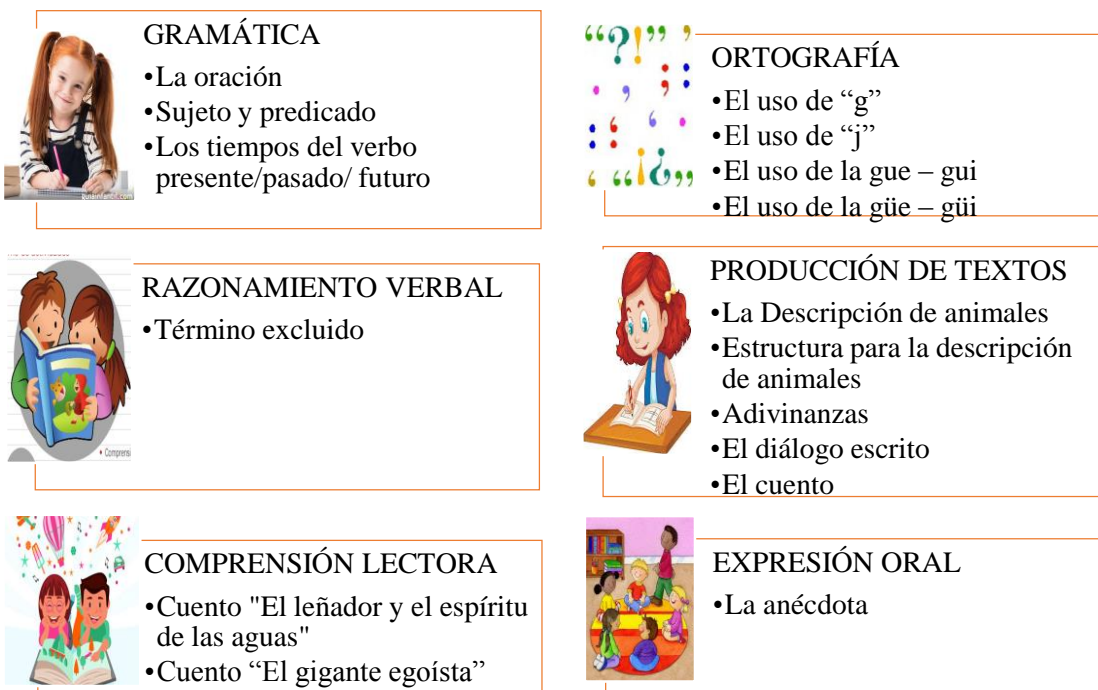 GRAMÁTICA
•La oración
•Sujeto y predicado
•Los tiempos del verbo
presente/pasado/ futuro
ORTOGRAFÍA
•El uso de “g”
•El uso de “j”
•El uso de la gue – gui
•El uso de la güe – güi
RAZONAMIENTO VERBAL
•Término excluido
PRODUCCIÓN DE TEXTOS
•La Descripción de animales
•Estructura para la descripción
de animales
•Adivinanzas
•El diálogo escrito
•El cuento
COMPRENSIÓN LECTORA
•Cuento "El leñador y el espíritu
de las aguas"
•Cuento “El gigante egoísta”
EXPRESIÓN ORAL
•La anécdota